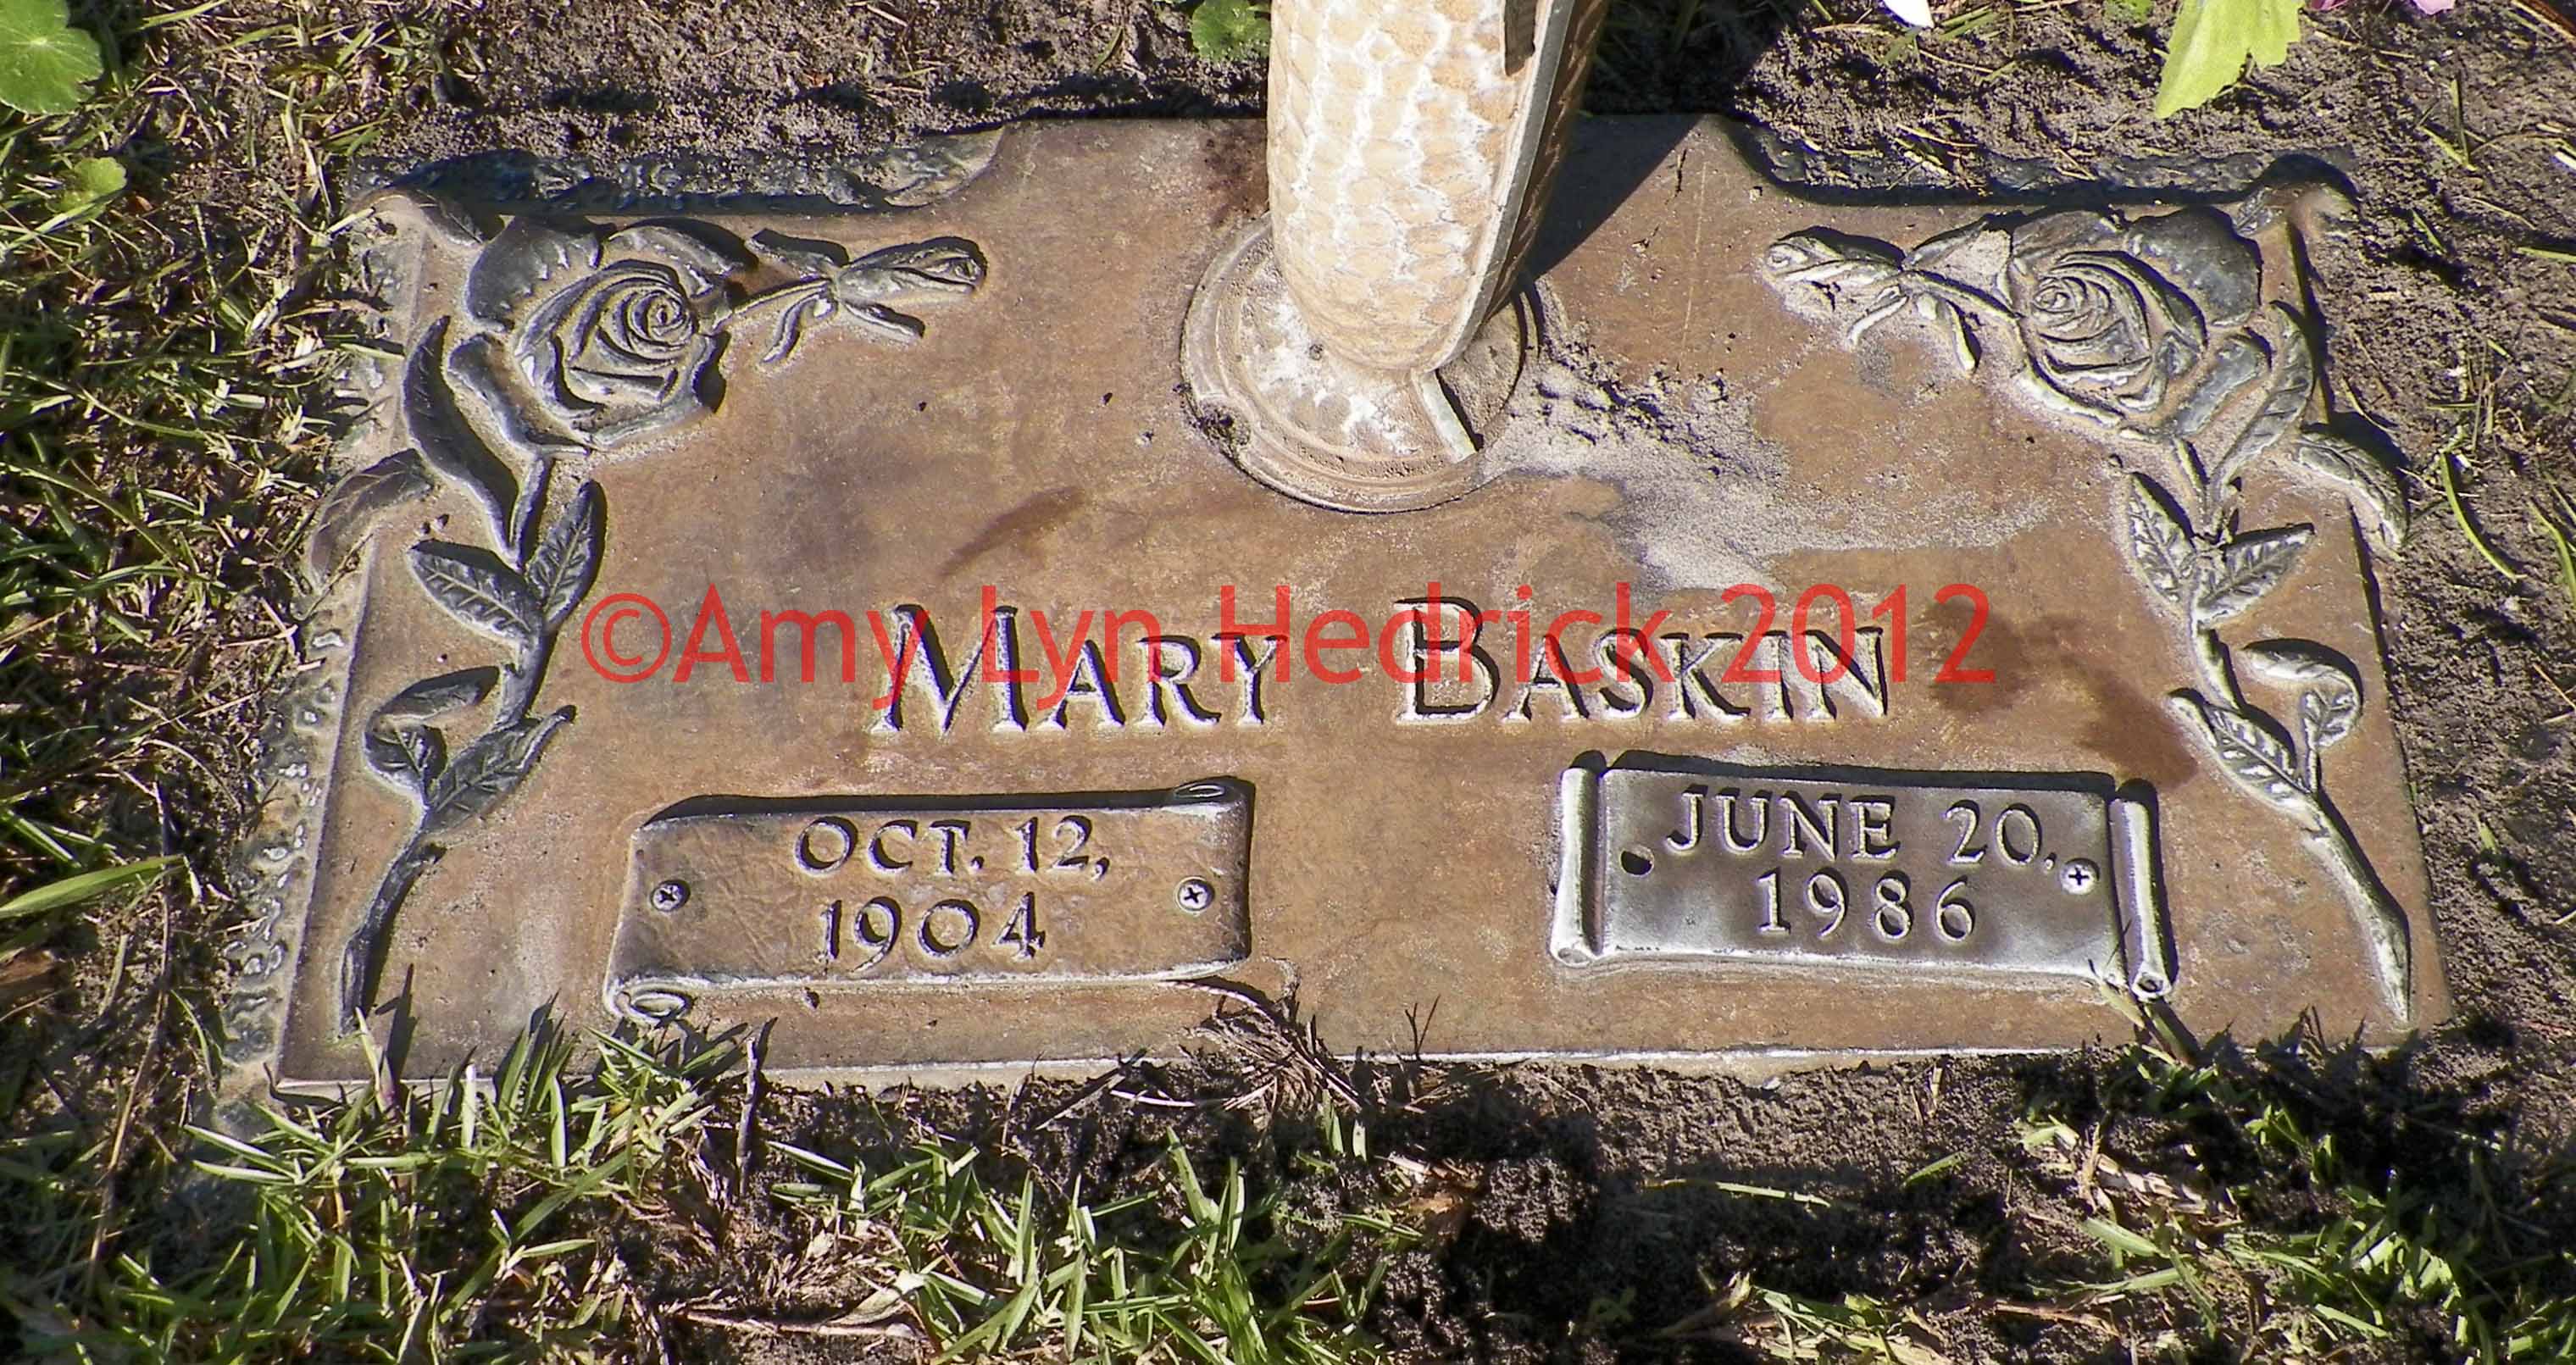 ©Amy Lyn Hedrick 2012
MARY BASKIN
OCT. 12,
1904
JUNE 20,
1986